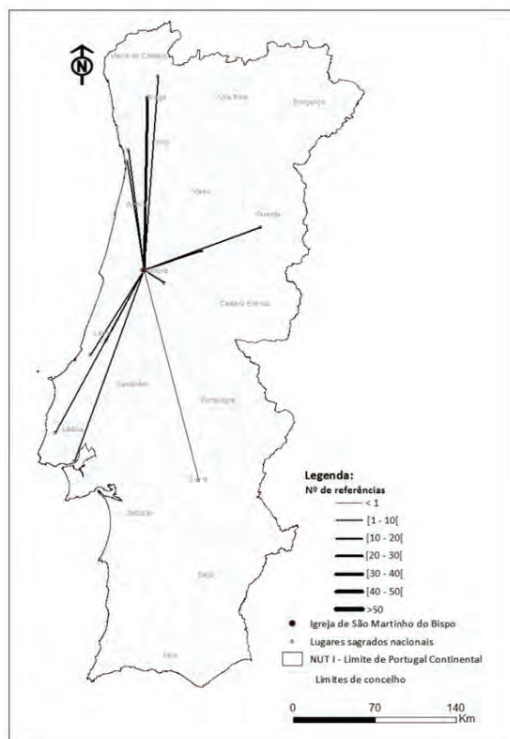 Viana do Castelo
N
Braga
Vila Real
Bragança
Porto
Viseu
Aveiro
Guarda
Coimbra
Castelo Branco
Leiria
Santarém
Portalegre
Lisboa
Évora
Setúbal
Beja
Faro
Legenda:
Nº de referências
< 1
[1 - 10[
[10 - 20[
[20 - 30[
[30 - 40[
[40 - 50[
>50
Igreja de São Martinho do Bispo
Lugares sagrados nacionais
NUT I - Limite de Portugal Continental
Limites de concelho
0 70 140
Km